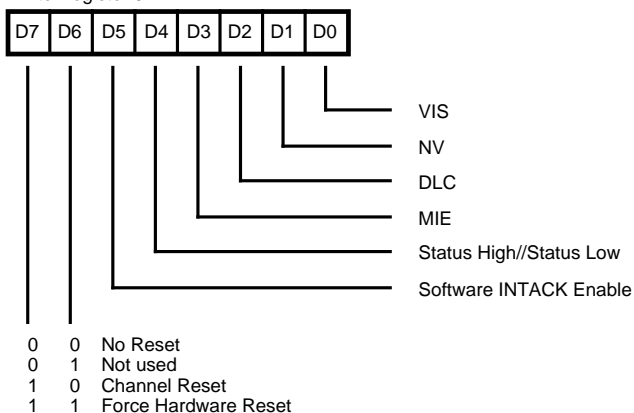 D7 D6 D5 D4 D3 D2 D1 D0
VIS
NV
DLC
MIE
Status High//Status Low
Software INTACK Enable
0 0 No Reset
0 1 Not used
1 0 Channel Reset
1 1 Force Hardware Reset